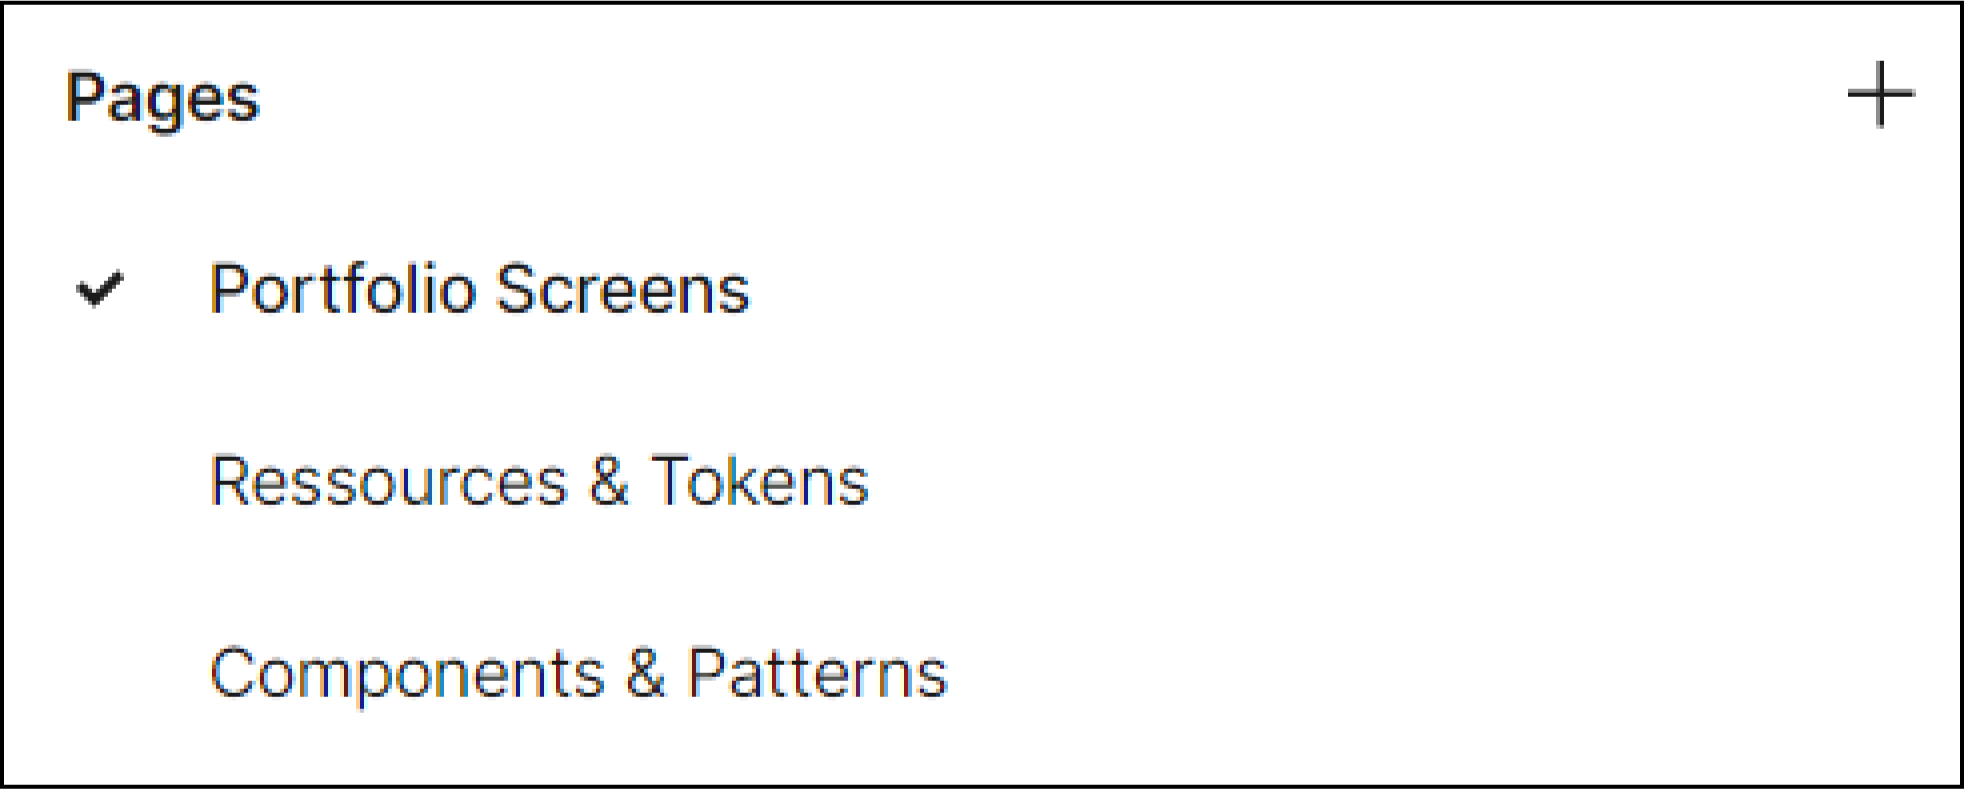 Pages
Portfolio Screens
Ressources & Tokens
Components & Patterns